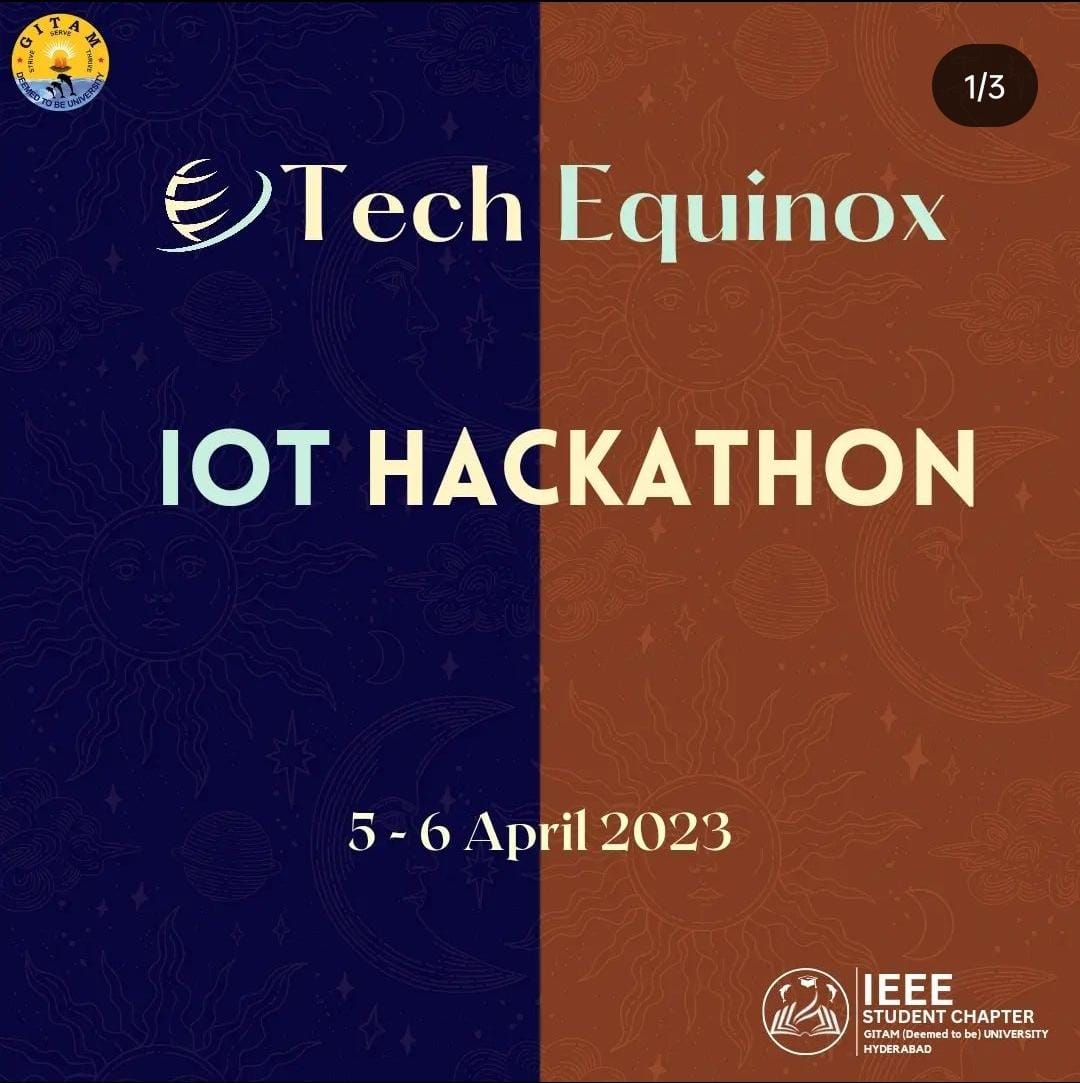 GITAM
SERVE
STRIVE
THRIVE
DEEMED TO BE UNIVERSITY
1/3
Tech Equinox
IOT HACKATHON
5 - 6 April 2023
IEEE
STUDENT CHAPTER
GITAM (Deemed to be) UNIVERSITY
HYDERABAD